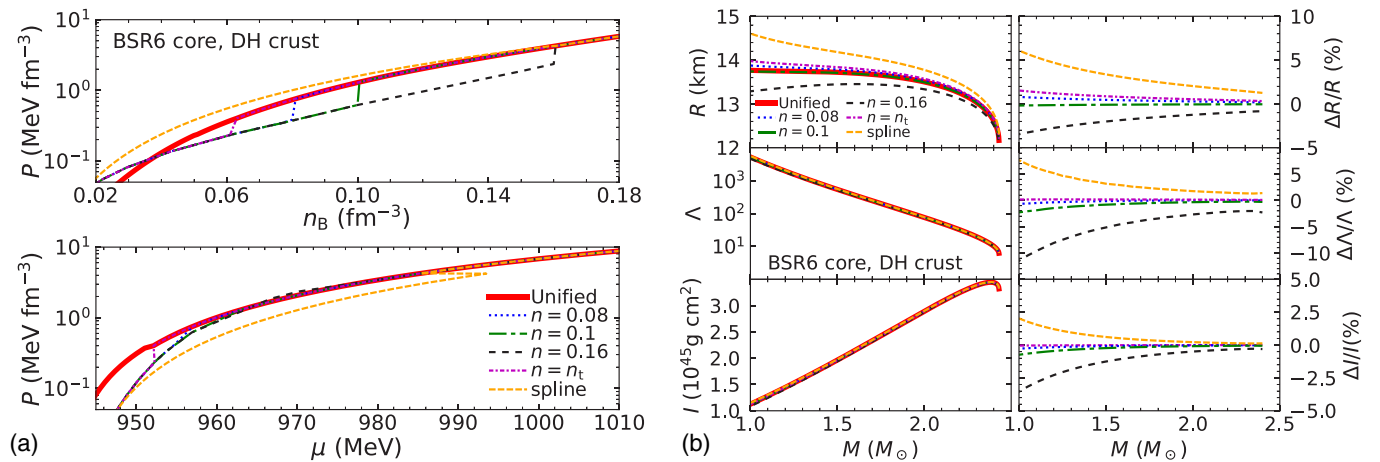 BSR6 core, DH crust
P (MeV fm⁻³)
10¹
10⁰
10⁻¹
0.02 0.06 0.10 0.14 0.18
n_B (fm⁻³)
P (MeV fm⁻³)
10¹
10⁰
10⁻¹
Unified
n = 0.08
n = 0.1
n = 0.16
n = n_t
spline
950 960 970 980 990 1000 1010
μ (MeV)
(a)
R (km)
15
14
13
12
Unified
n = 0.08
n = 0.1
n = 0.16
n = n_t
spline
10
5
0
−5
ΔR/R (%)
Λ
10³
10²
10¹
BSR6 core, DH crust
5
0
−5
−10
ΔΛ/Λ (%)
I (10⁴⁵g cm²)
3.0
2.5
2.0
1.5
1.0
5.0
2.5
0.0
−2.5
−5.0
ΔI/I(%)
1.0 1.5 2.0
1.0 1.5 2.0 2.5
M (M⊙)
M (M⊙)
(b)